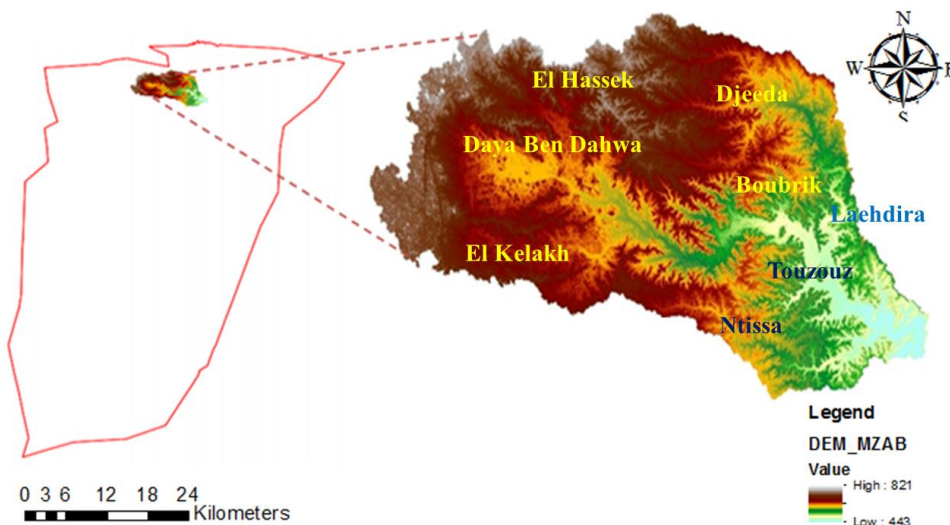 N
W
E
S
El Hassek
Djeeda
Daya Ben Dahwa
Boubrik
Laehdira
El Kelakh
Touzouz
Ntissa
Legend
DEM_MZAB
Value
High : 821
Low : 443
0 3 6 12 18 24
Kilometers